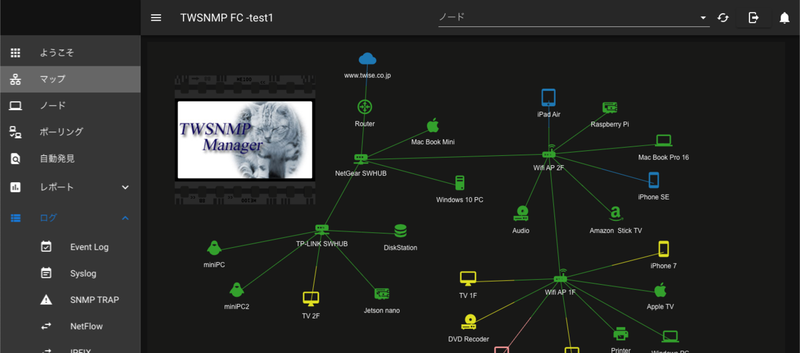 TWSNMP FC -test1
ノード
ようこそ
マップ
ノード
ポーリング
自動発見
レポート
ログ
Event Log
Syslog
SNMP TRAP
NetFlow
IPFIX
TWSNMP
Manager
www.twise.co.jp
Router
Mac Book Mini
NetGear SWHUB
Windows 10 PC
iPad Air
Raspberry Pi
Mac Book Pro 16
Wifi AP 2F
iPhone SE
Audio
Amazon Stick TV
TP-LINK SWHUB
DiskStation
miniPC
miniPC2
TV 2F
Jetson nano
iPhone 7
TV 1F
Wifi AP 1F
Apple TV
DVD Recoder
Printer
Windows PC